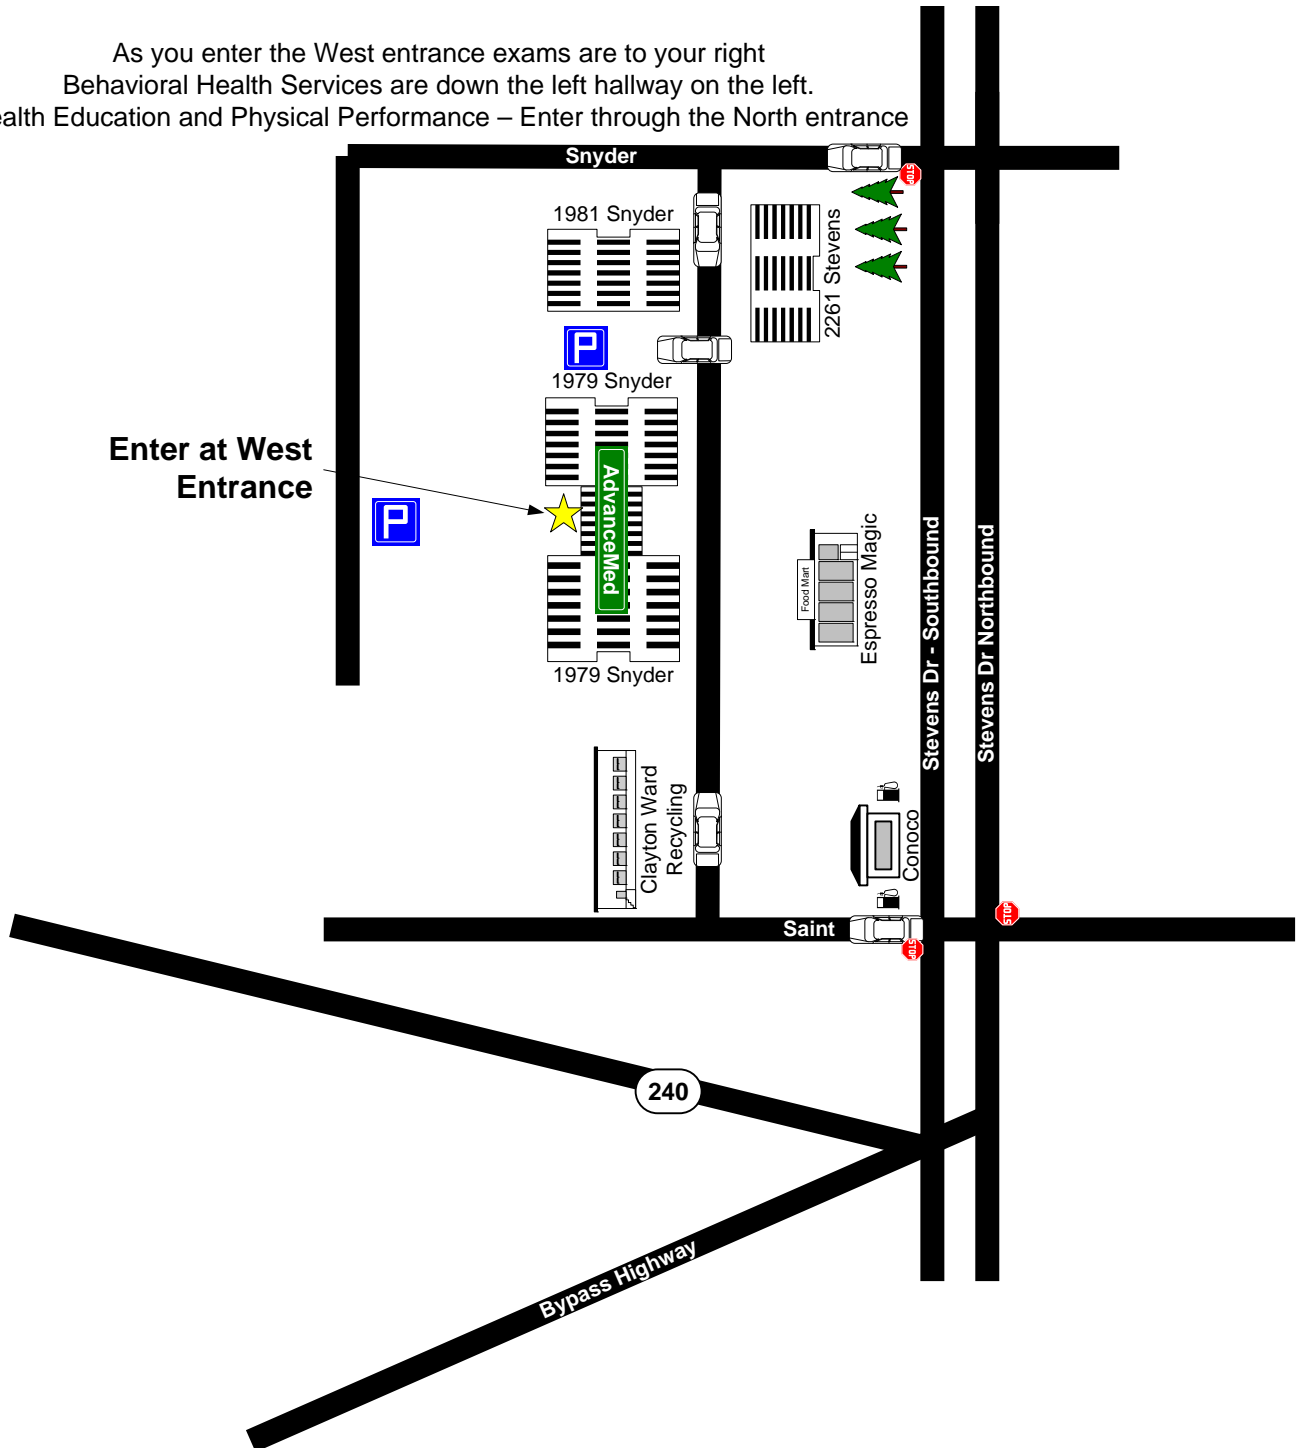 As you enter the West entrance exams are to your right
Behavioral Health Services are down the left hallway on the left.
ealth Education and Physical Performance – Enter through the North entrance
Snyder
STOP
1981 Snyder
2261 Stevens
P
1979 Snyder
Enter at West
Entrance
AdvanceMed
P
Food Mart
Espresso Magic
Stevens Dr - Southbound
Stevens Dr Northbound
1979 Snyder
Clayton Ward
Recycling
Conoco
STOP
Saint
STOP
240
Bypass Highway